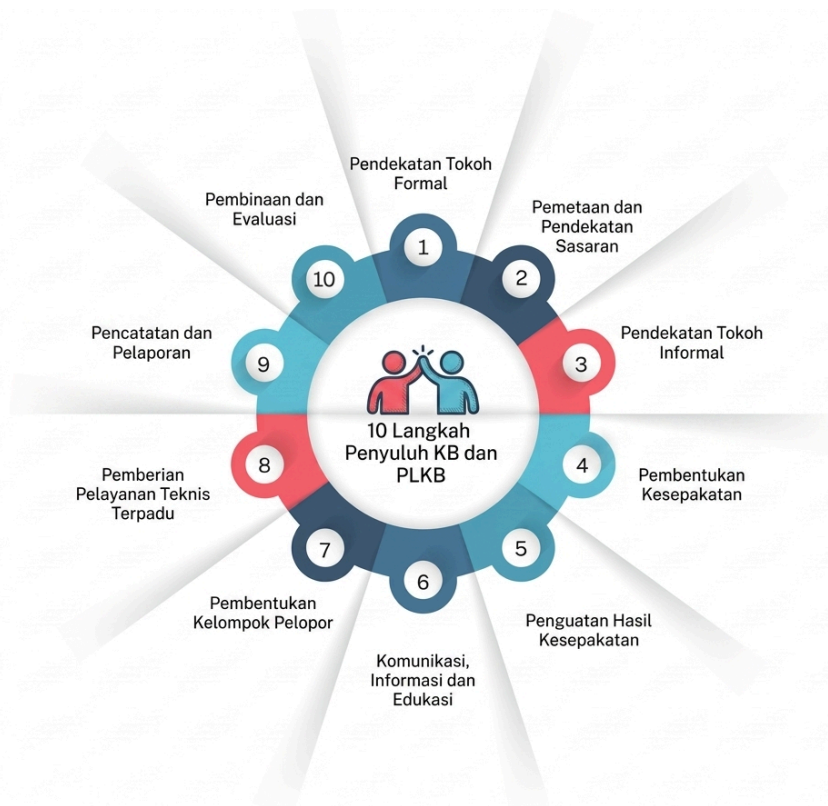 10 Langkah
Penyuluh KB dan
PLKB
1
Pendekatan Tokoh
Formal
2
Pemetaan dan
Pendekatan
Sasaran
3
Pendekatan Tokoh
Informal
4
Pembentukan
Kesepakatan
5
Penguatan Hasil
Kesepakatan
6
Komunikasi,
Informasi dan
Edukasi
7
Pembentukan
Kelompok Pelopor
8
Pemberian
Pelayanan Teknis
Terpadu
9
Pencatatan dan
Pelaporan
10
Pembinaan dan
Evaluasi